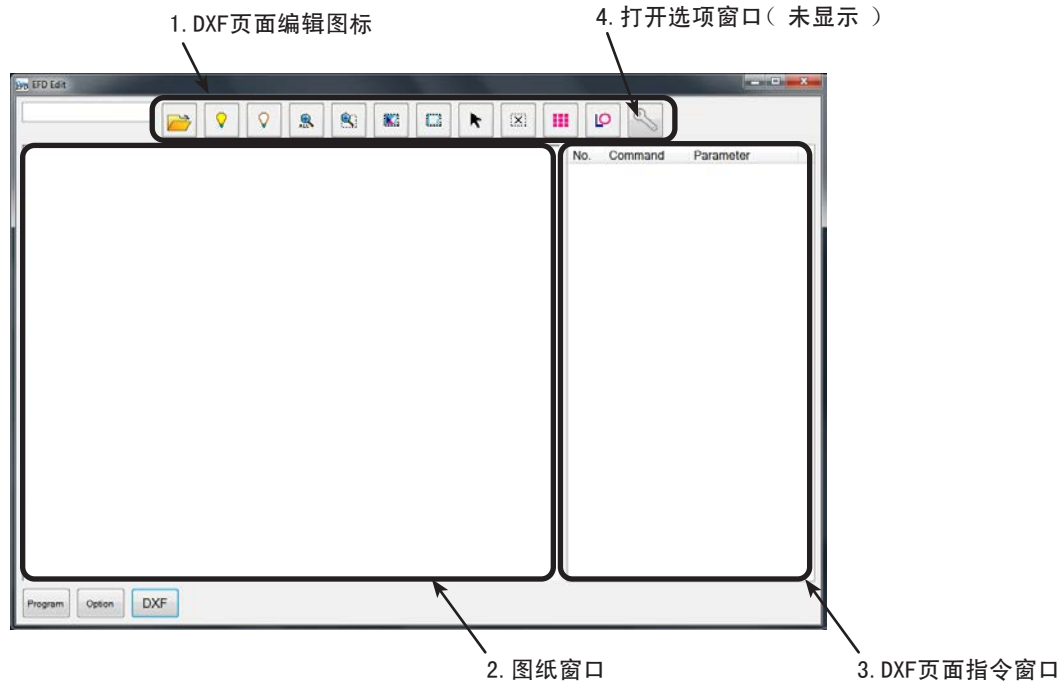 1. DXF页面编辑图标
4. 打开选项窗口( 未显示 )
EFD Edit
No. Command Parameter
Program Option DXF
2. 图纸窗口
3. DXF页面指令窗口